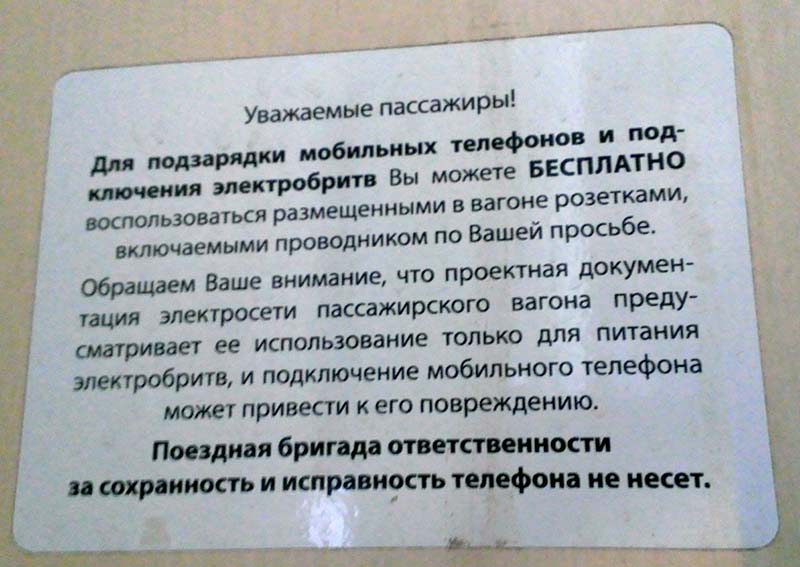 Уважаемые пассажиры!
Для подзарядки мобильных телефонов и под-
ключения электробритв Вы можете БЕСПЛАТНО
воспользоваться размещенными в вагоне розетками,
включаемыми проводником по Вашей просьбе.
Обращаем Ваше внимание, что проектная докумен-
тация электросети пассажирского вагона преду-
сматривает ее использование только для питания
электробритв, и подключение мобильного телефона
может привести к его повреждению.
Поездная бригада ответственности
за сохранность и исправность телефона не несет.